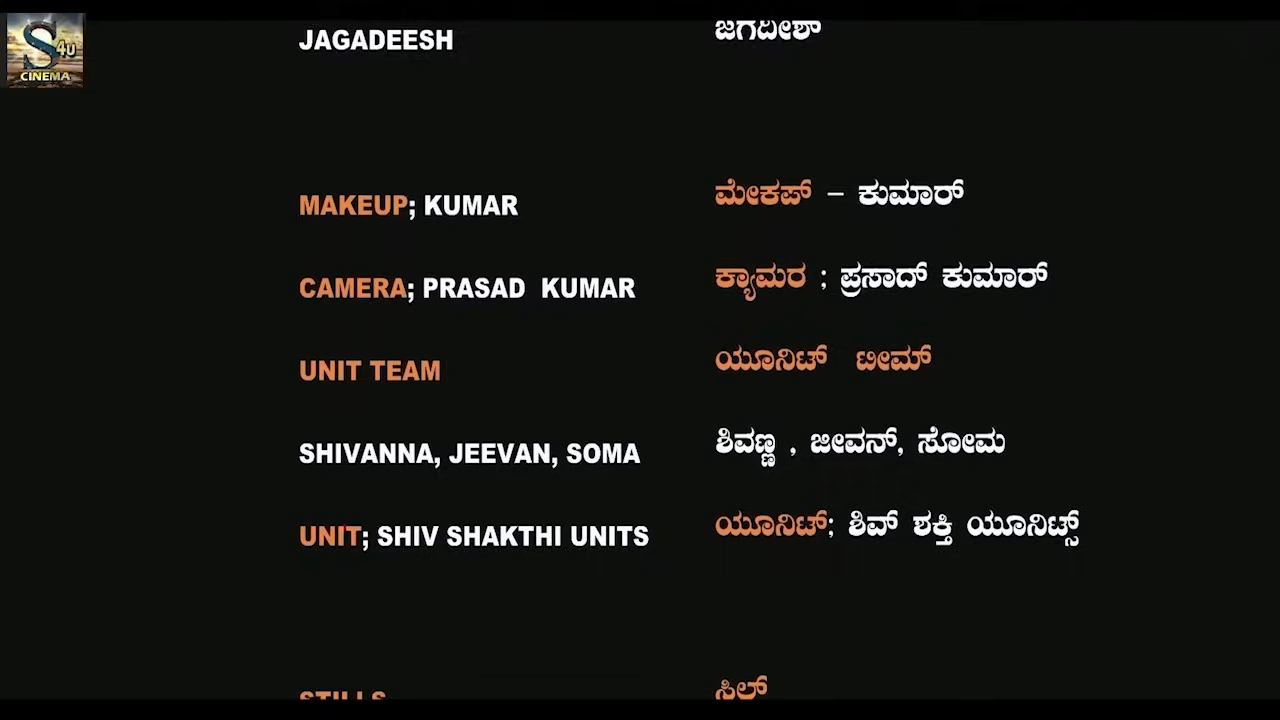 S 4U
CINEMA
JAGADEESH ಜಗದೀಶ್
MAKEUP; KUMAR ಮೇಕಪ್ – ಕುಮಾರ್
CAMERA; PRASAD KUMAR ಕ್ಯಾಮರ ; ಪ್ರಸಾದ್ ಕುಮಾರ್
UNIT TEAM ಯೂನಿಟ್ ಟೀಮ್
SHIVANNA, JEEVAN, SOMA ಶಿವಣ್ಣ , ಜೀವನ್, ಸೋಮ
UNIT; SHIV SHAKTHI UNITS ಯೂನಿಟ್; ಶಿವ್ ಶಕ್ತಿ ಯೂನಿಟ್ಸ್
STILLS